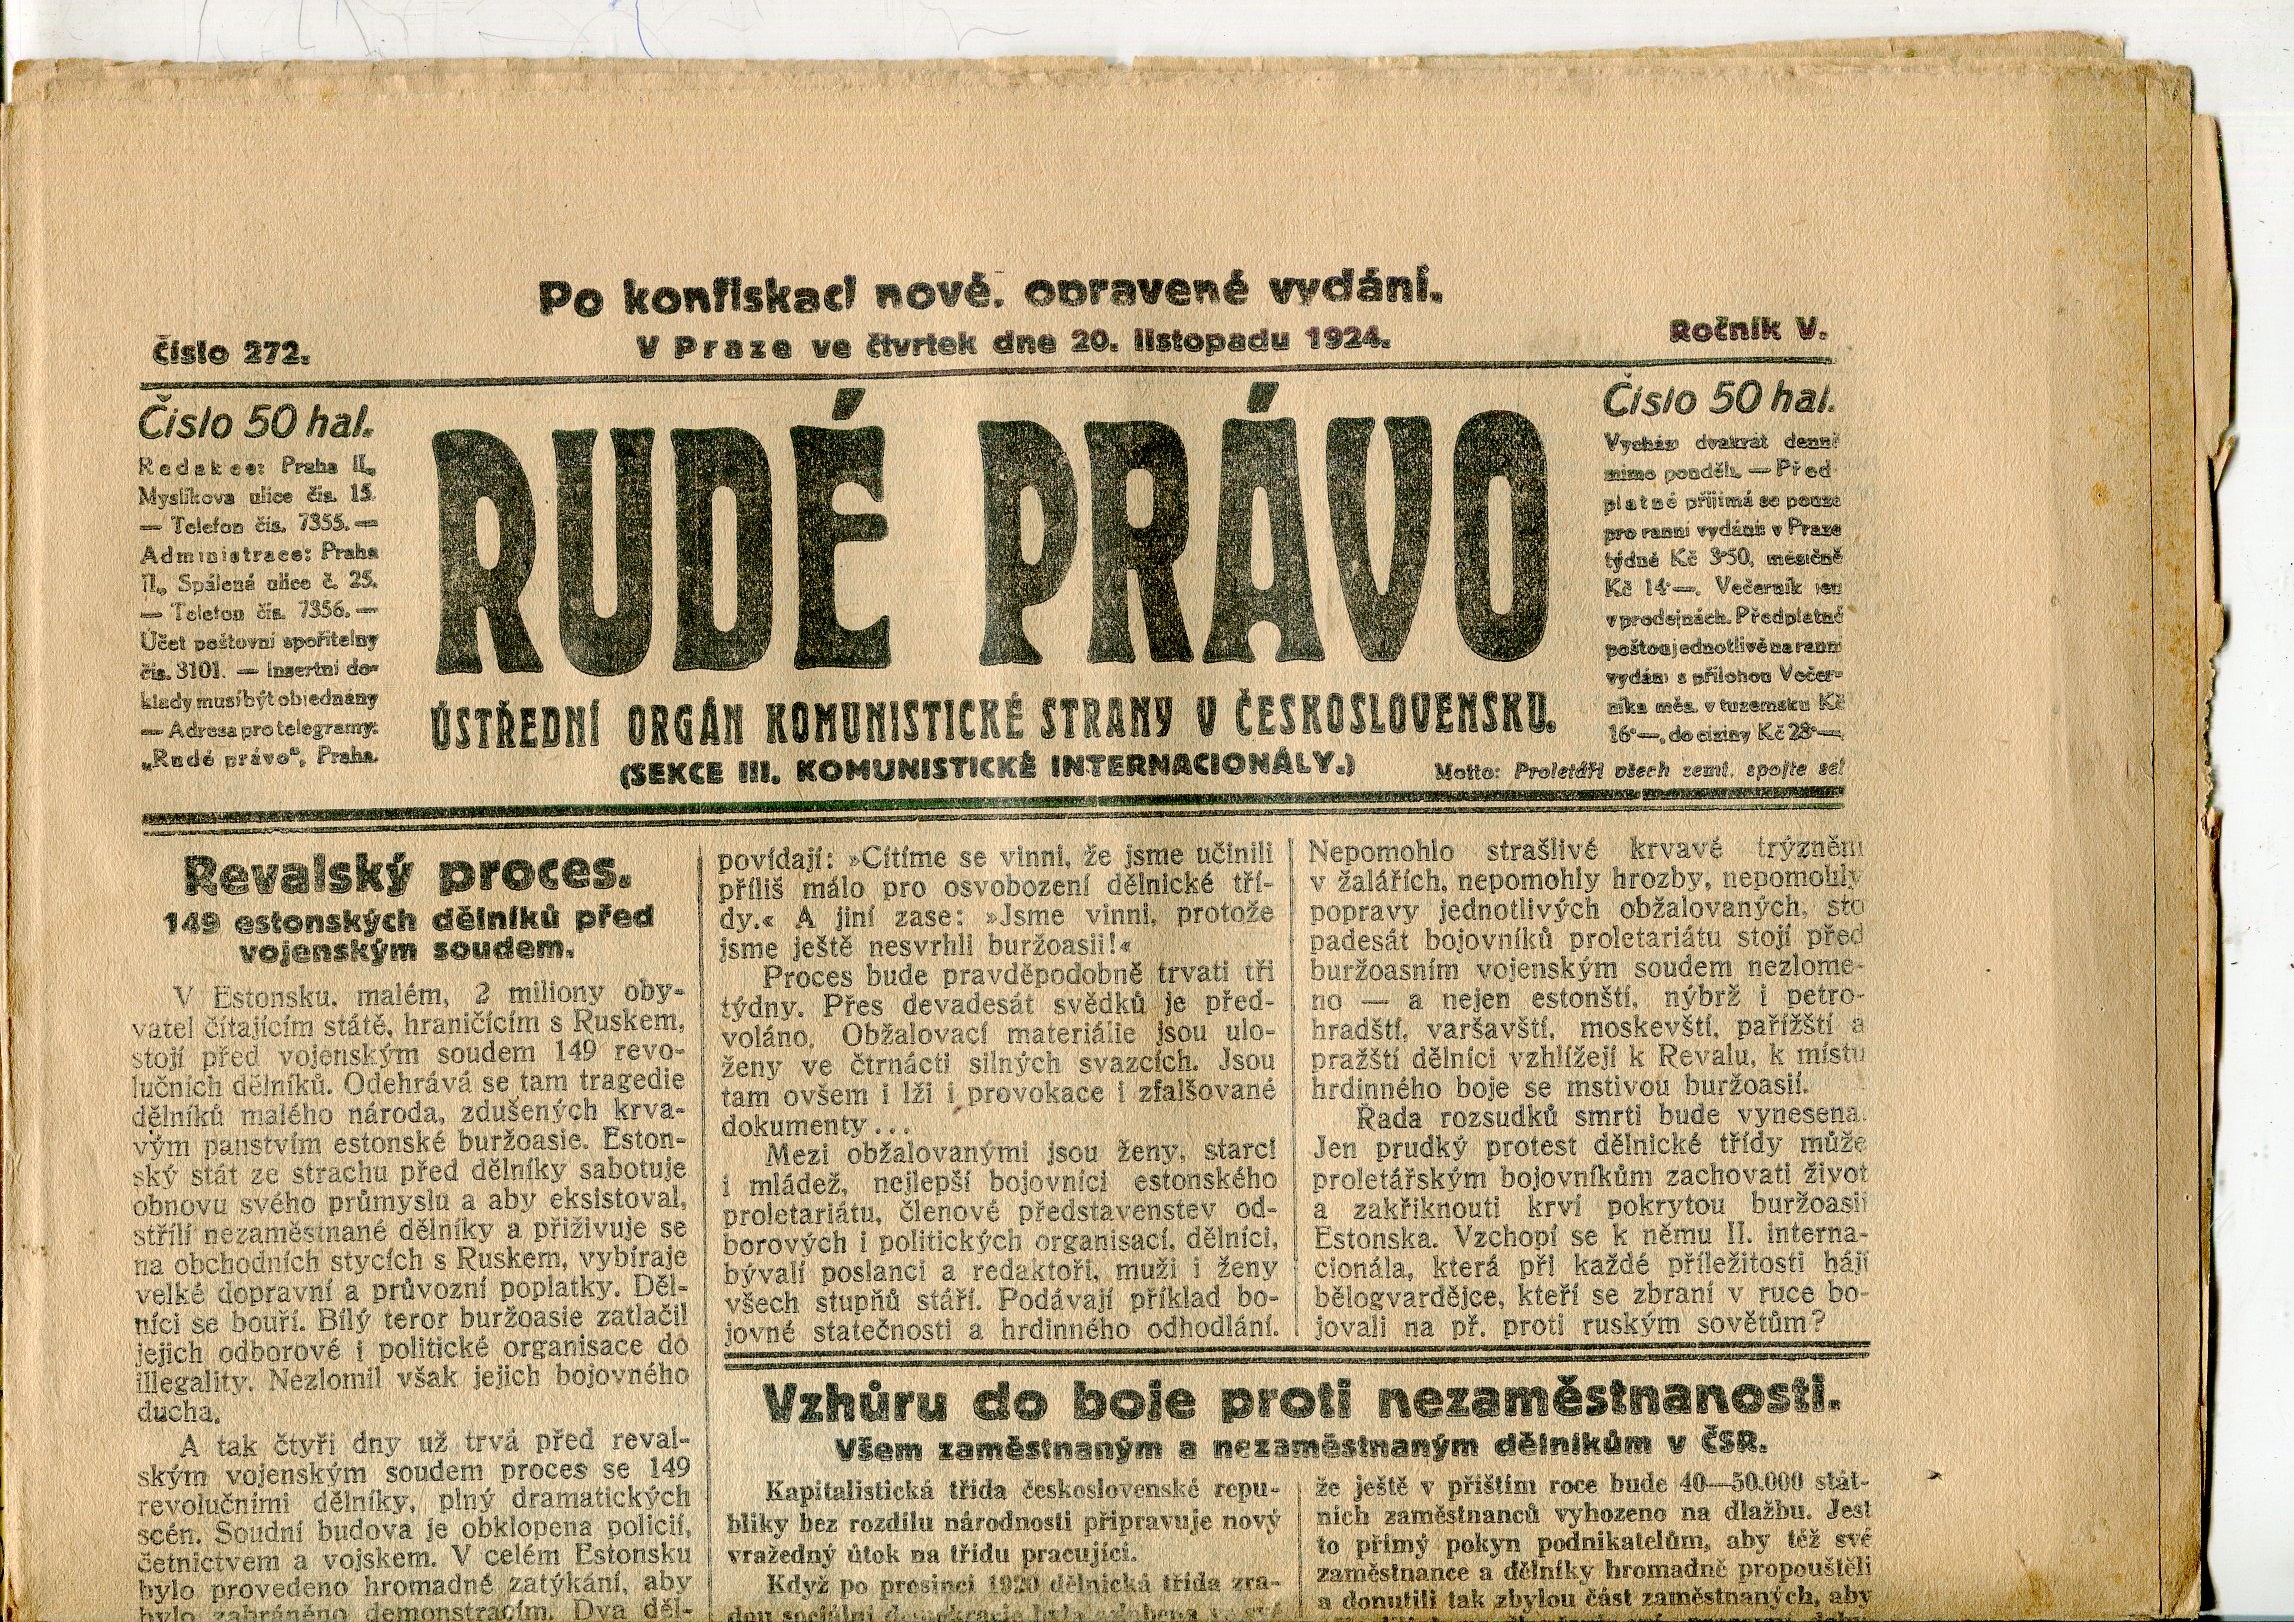 Po konfiskaci nové, opravené vydání.
Číslo 272.
V Praze ve čtvrtek dne 20. listopadu 1924.
Ročník V.
Číslo 50 hal.
Redakce: Praha II.,
Myslíkova ulice čís. 15.
— Telefon čís. 7355. —
Administrace: Praha
II., Spálená ulice č. 25.
— Telefon čís. 7356. —
Účet poštovní spořitelny
čís. 3101. — Insertní do-
klady musí být objednány
— Adresa pro telegramy:
„Rudé právo", Praha.
RUDÉ PRÁVO
ÚSTŘEDNÍ ORGÁN KOMUNISTICKÉ STRANY V ČESKOSLOVENSKU.
(SEKCE III. KOMUNISTICKÉ INTERNACIONÁLY.)
Motto: Proletáři všech zemí, spojte se!
Číslo 50 hal.
Vychází dvakrát denně
mimo pondělí. — Před-
platné přijímá se pouze
pro ranní vydání: v Praze
týdně Kč 3·50, měsíčně
Kč 14·—. Večerník jen
v prodejnách. Předplatné
poštou jednotlivě na ranní
vydání s přílohou Večer-
níka měs. v tuzemsku Kč
16·—, do ciziny Kč 28·—.
Revalský proces.
149 estonských dělníků před
vojenským soudem.
V Estonsku, malém, 2 miliony oby-
vatel čítajícím státě, hraničícím s Ruskem,
stojí před vojenským soudem 149 revo-
lučních dělníků. Odehrává se tam tragedie
dělníků malého národa, zdušených krva-
vým panstvím estonské buržoasie. Eston-
ský stát ze strachu před dělníky sabotuje
obnovu svého průmyslu a aby eksistoval,
střílí nezaměstnané dělníky a přiživuje se
na obchodních stycích s Ruskem, vybíraje
velké dopravní a průvozní poplatky. Děl-
níci se bouří. Bílý teror buržoasie zatlačil
jejich odborové i politické organisace do
illegality. Nezlomil však jejich bojovného
ducha.
A tak čtyři dny už trvá před reval-
ským vojenským soudem proces se 149
revolučními dělníky, plný dramatických
scén. Soudní budova je obklopena policií,
četnictvem a vojskem. V celém Estonsku
bylo provedeno hromadné zatýkání, aby
bylo zabráněno demonstracím. Dva děl-
povídají: »Cítíme se vinni, že jsme učinili
příliš málo pro osvobození dělnické tří-
dy.« A jiní zase: »Jsme vinni, protože
jsme ještě nesvrhli buržoasii!«
Proces bude pravděpodobně trvati tři
týdny. Přes devadesát svědků je před-
voláno. Obžalovací materiálie jsou ulo-
ženy ve čtrnácti silných svazcích. Jsou
tam ovšem i lži i provokace i zfalšované
dokumenty...
Mezi obžalovanými jsou ženy, starci
i mládež, nejlepší bojovníci estonského
proletariátu, členové představenstev od-
borových i politických organisací, dělníci,
bývalí poslanci a redaktoři, muži i ženy
všech stupňů stáří. Podávají příklad bo-
jovné statečnosti a hrdinného odhodlání.
Nepomohlo strašlivé krvavé trýznění
v žalářích, nepomohly hrozby, nepomohly
popravy jednotlivých obžalovaných, sto
padesát bojovníků proletariátu stojí před
buržoasním vojenským soudem nezlome-
no — a nejen estonští, nýbrž i petro-
hradští, varšavští, moskevští, pařížští a
pražští dělníci vzhlížejí k Revalu, k místu
hrdinného boje se mstivou buržoasií.
Řada rozsudků smrti bude vynesena.
Jen prudký protest dělnické třídy může
proletářským bojovníkům zachovati život
a zakřiknouti krví pokrytou buržoasii
Estonska. Vzchopí se k němu II. interna-
cionála, která při každé příležitosti hájí
bělogvardějce, kteří se zbraní v ruce bo-
jovali na př. proti ruským sovětům?
Vzhůru do boje proti nezaměstnanosti.
Všem zaměstnaným a nezaměstnaným dělníkům v ČSR.
Kapitalistická třída československé repu-
bliky bez rozdílu národnosti připravuje nový
vražedný útok na třídu pracující.
Když po prosinci 1920 dělnická třída zra-
dou sociální demokracie byla
že ještě v příštím roce bude 40—50.000 stát-
ních zaměstnanců vyhozeno na dlažbu. Jest
to přímý pokyn podnikatelům, aby též své
zaměstnance a dělníky hromadně propouštěli
a donutili tak zbylou část zaměstnaných, aby